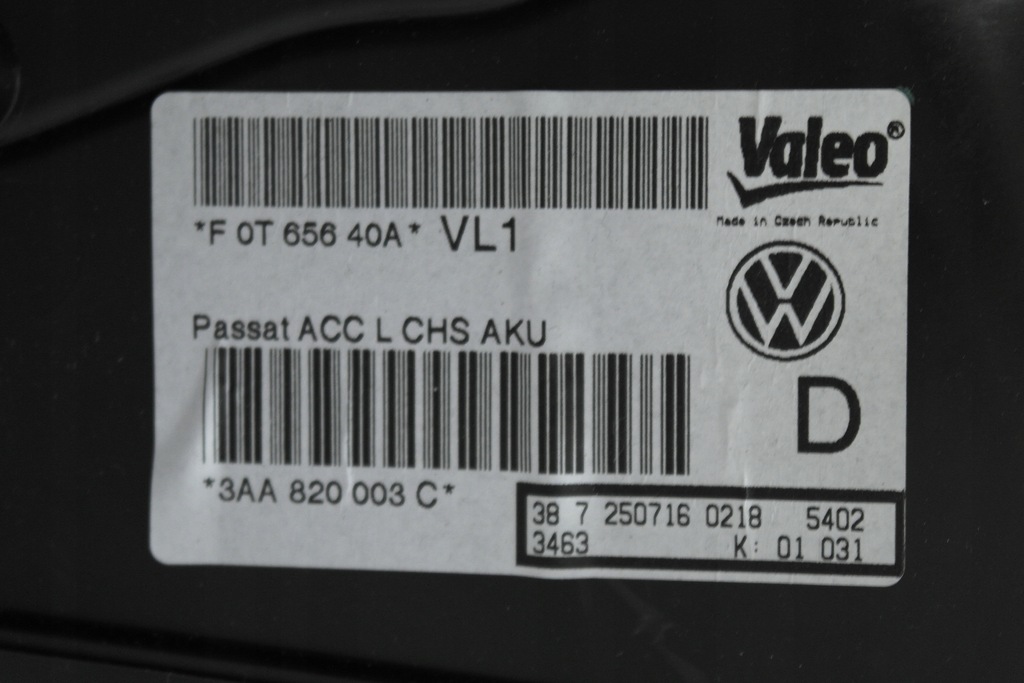 Valeo®
Made in Czech Republic
*F 0T 656 40A* VL1
Passat ACC L CHS AKU
D
*3AA 820 003 C*
38 7 250716 0218 5402
3463 K: 01 031